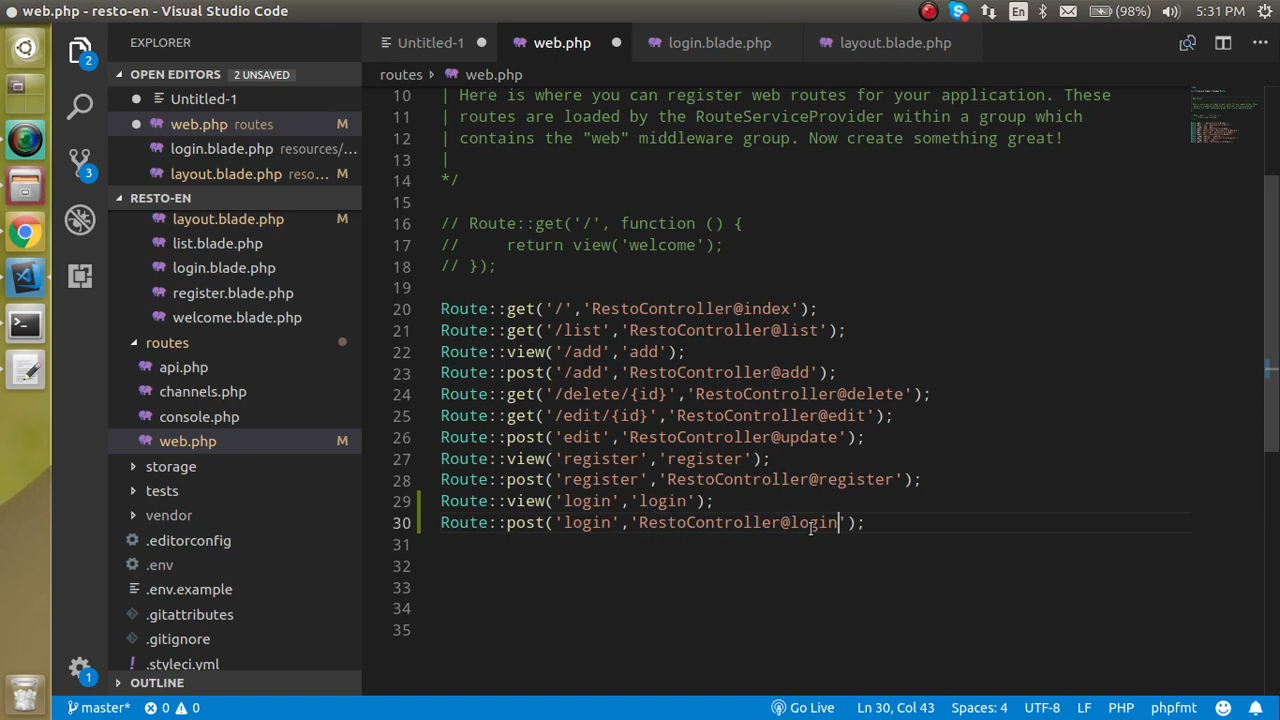 web.php - resto-en - Visual Studio Code
En (98%) 5:31 PM
EXPLORER
Untitled-1 web.php login.blade.php layout.blade.php
2
OPEN EDITORS 2 UNSAVED
routes web.php
Untitled-1
web.php routes M
login.blade.php resources/...
layout.blade.php reso... M
3
RESTO-EN
layout.blade.php M
list.blade.php
login.blade.php
register.blade.php
welcome.blade.php
routes
api.php
channels.php
console.php
web.php M
storage
tests
vendor
.editorconfig
.env
.env.example
.gitattributes
.gitignore
.styleci.yml
OUTLINE
1
10 | Here is where you can register web routes for your application. These
11 | routes are loaded by the RouteServiceProvider within a group which
12 | contains the "web" middleware group. Now create something great!
13 |
14 */
15
16 // Route::get('/', function () {
17 //     return view('welcome');
18 // });
19
20 Route::get('/','RestoController@index');
21 Route::get('/list','RestoController@list');
22 Route::view('/add','add');
23 Route::post('/add','RestoController@add');
24 Route::get('/delete/{id}','RestoController@delete');
25 Route::get('/edit/{id}','RestoController@edit');
26 Route::post('edit','RestoController@update');
27 Route::view('register','register');
28 Route::post('register','RestoController@register');
29 Route::view('login','login');
30 Route::post('login','RestoController@login');
31
32
33
34
35
master* 0 0 Go Live Ln 30, Col 43 Spaces: 4 UTF-8 LF PHP phpfmt